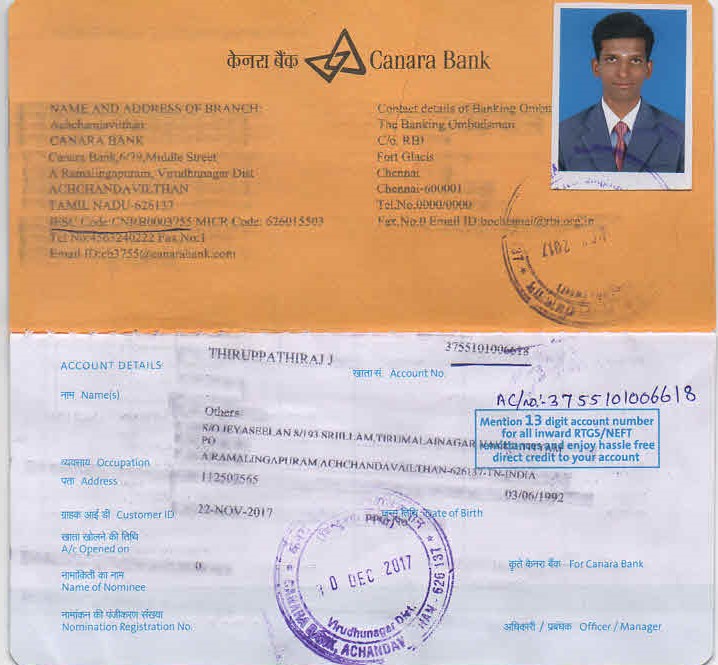 केनरा बैंक Canara Bank
NAME AND ADDRESS OF BRANCH:
CANARA BANK
Canara Bank,6/79,Middle Street
A Ramalingapuram, Virudhunagar Dist
ACHCHANDAVILTHAN
TAMIL NADU-626137
IFSC Code:CNRB0003755 MICR Code: 626015503
Tel No:4563240222 Fax No:1
Email ID:cb3755@canarabank.com
Contact details of Banking Ombu
The Banking Ombudsman
C/o. RBI
Fort Glacis
Chennai
Chennai-600001
Tel.No.0000/0000
Fax.No.0 Email ID:bochennai@rbi.org.in
2017
ACCOUNT DETAILS
THIRUPPATHIRAJ J
खाता सं. Account No.
3755101006618
नाम Name(s)
AC/no:-3755101006618
Others
Mention 13 digit account number
for all inward RTGS/NEFT
remittances and enjoy hassle free
direct credit to your account
S/O JEYASEELAN S/193 SRIILLAM,TIRUMALAINAGAR
PO
व्यवसाय Occupation
A RAMALINGAPURAM,ACHCHANDAVAILTHAN-626137-TN-INDIA
पता Address
112507565
03/06/1992
ग्राहक आई डी Customer ID
22-NOV-2017
जन्म तिथि Date of Birth
खाता खोलने की तिथि
A/c Opened on
0
कृते केनरा बैंक - For Canara Bank
नामांकिती का नाम
Name of Nominee
नामांकन की पंजीकरण संख्या
Nomination Registration No.
अधिकारी / प्रबंधक Officer / Manager
0 DEC 2017
Virudhunagar Dist.
CANARA BANK, ACHANDAV HAN - 626 137